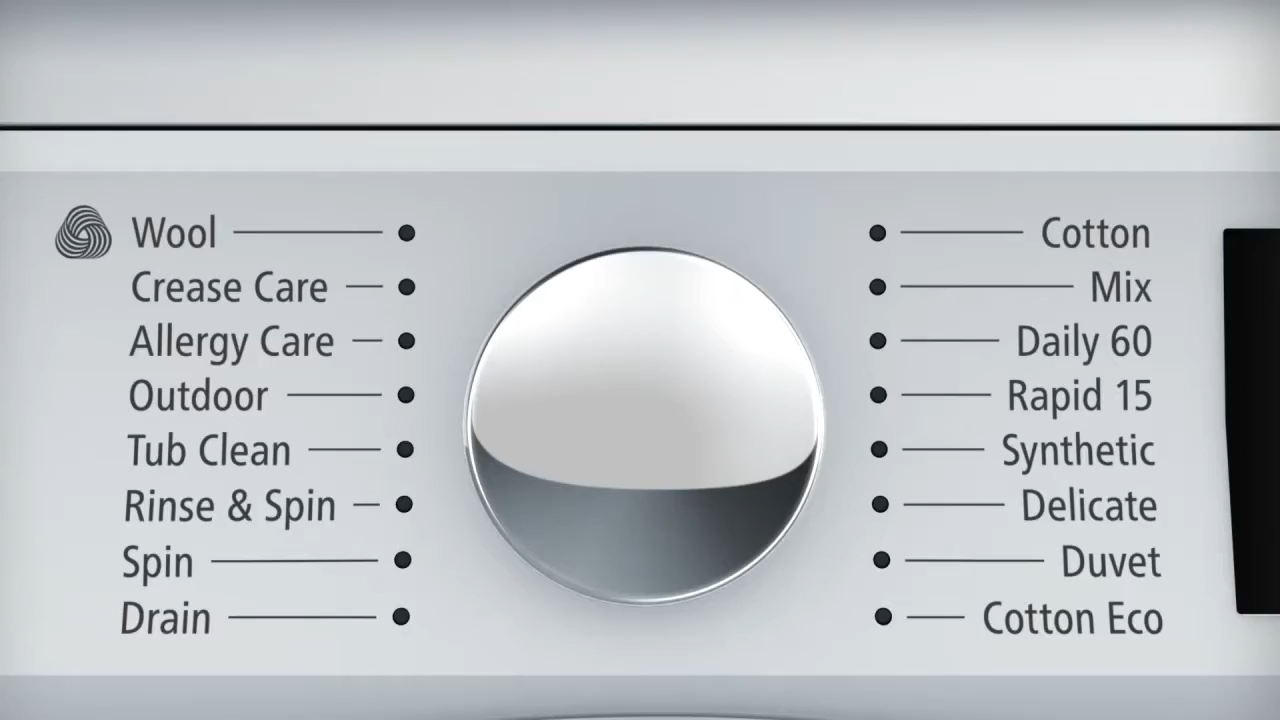 Wool
Crease Care
Allergy Care
Outdoor
Tub Clean
Rinse & Spin
Spin
Drain
Cotton
Mix
Daily 60
Rapid 15
Synthetic
Delicate
Duvet
Cotton Eco